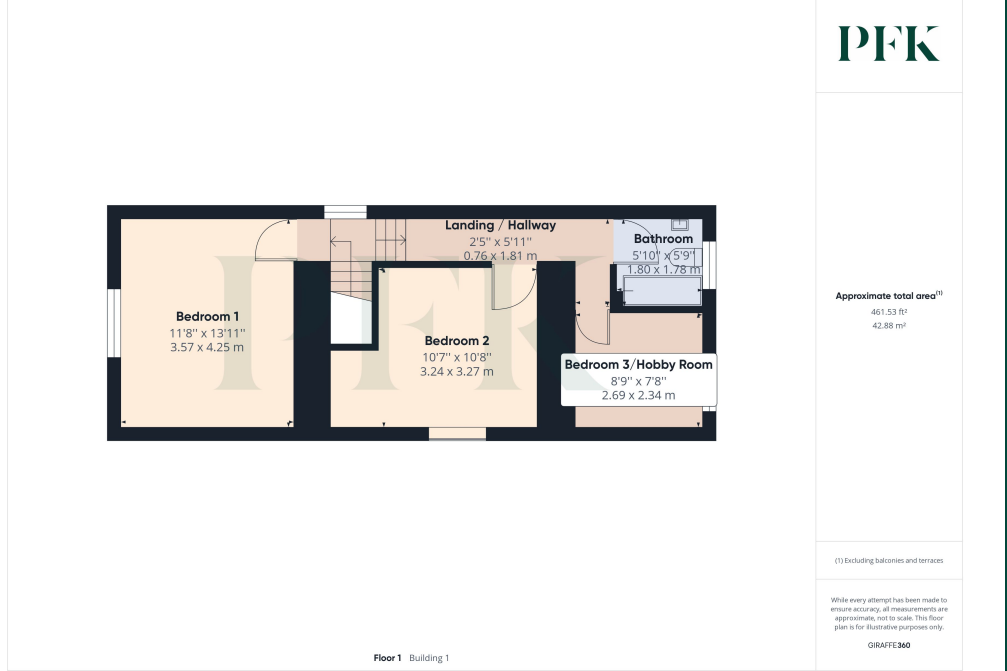 PFK
Landing / Hallway
2'5" x 5'11"
0.76 x 1.81 m
Bathroom
5'10" x 5'9"
1.80 x 1.78 m
Bedroom 1
11'8" x 13'11"
3.57 x 4.25 m
Bedroom 2
10'7" x 10'8"
3.24 x 3.27 m
Bedroom 3/Hobby Room
8'9" x 7'8"
2.69 x 2.34 m
PFK
Approximate total area(1)
461.53 ft²
42.88 m²
(1) Excluding balconies and terraces
While every attempt has been made to
ensure accuracy, all measurements are
approximate, not to scale. This floor
plan is for illustrative purposes only.
GIRAFFE360
Floor 1 Building 1